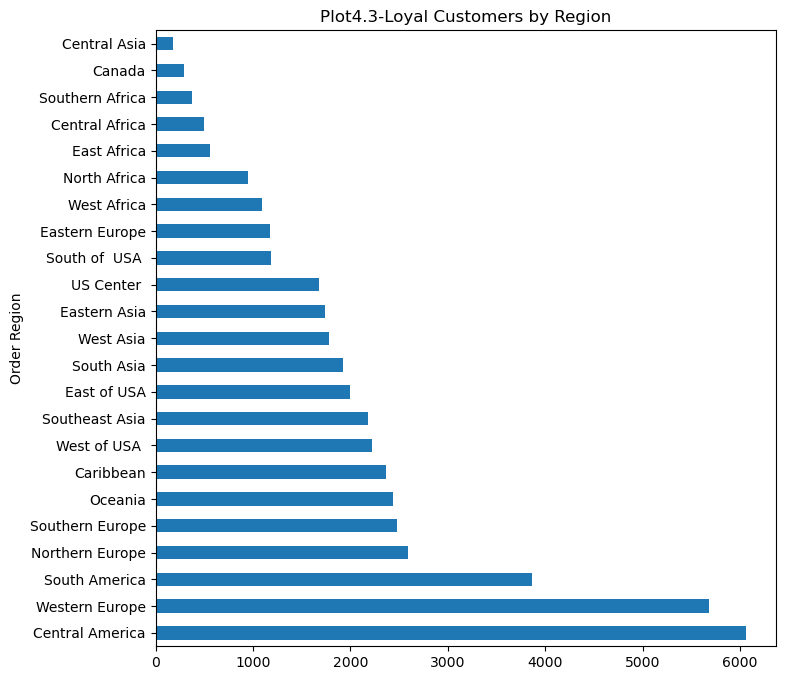 Plot4.3-Loyal Customers by Region
Central Asia
Canada
Southern Africa
Central Africa
East Africa
North Africa
West Africa
Eastern Europe
South of  USA
US Center
Eastern Asia
West Asia
South Asia
East of USA
Southeast Asia
West of USA
Caribbean
Oceania
Southern Europe
Northern Europe
South America
Western Europe
Central America
Order Region
0 1000 2000 3000 4000 5000 6000